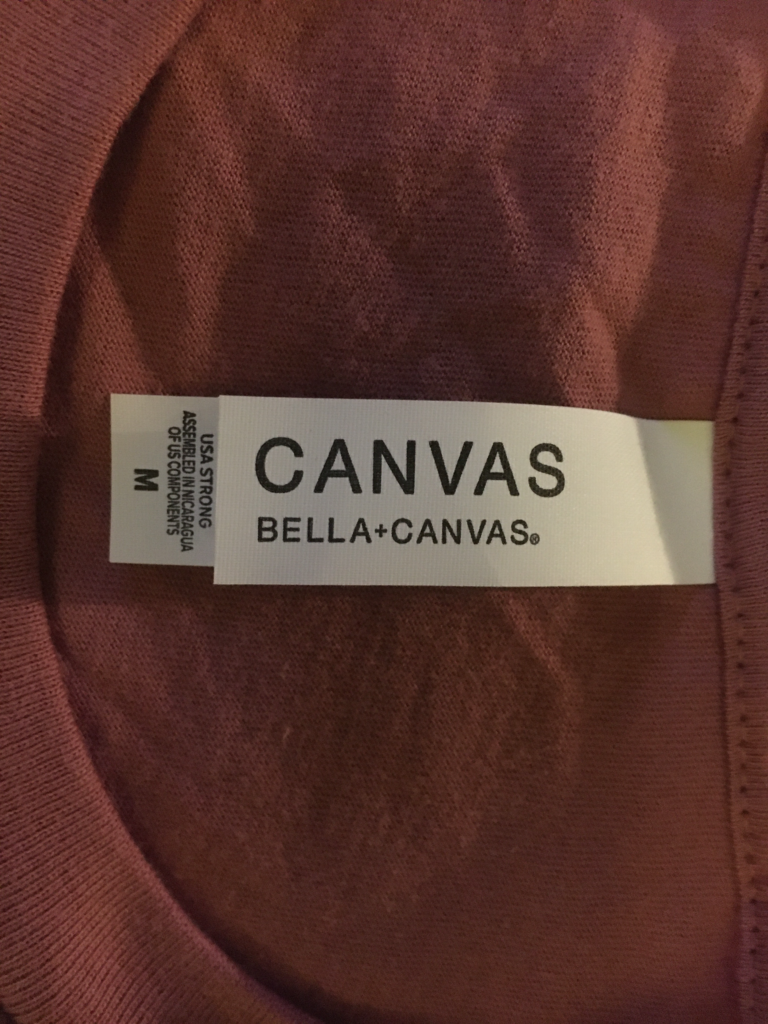 CANVAS
BELLA+CANVAS®
USA STRONG
ASSEMBLED IN NICARAGUA
OF US COMPONENTS
M